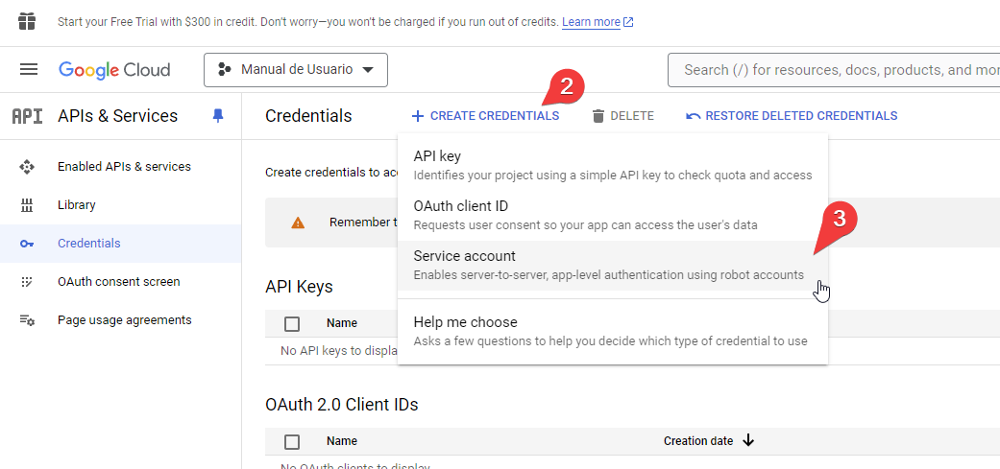 Start your Free Trial with $300 in credit. Don't worry—you won't be charged if you run out of credits. Learn more
Google Cloud
Manual de Usuario
Search (/) for resources, docs, products, and mor
API
APIs & Services
Credentials
2
CREATE CREDENTIALS
DELETE
RESTORE DELETED CREDENTIALS
Enabled APIs & services
Library
Credentials
OAuth consent screen
Page usage agreements
Create credentials to acc
Remember t
API key
Identifies your project using a simple API key to check quota and access
OAuth client ID
Requests user consent so your app can access the user's data
3
Service account
Enables server-to-server, app-level authentication using robot accounts
Help me choose
Asks a few questions to help you decide which type of credential to use
API Keys
Name
No API keys to displa
OAuth 2.0 Client IDs
Name
Creation date
No OAuth clients to display